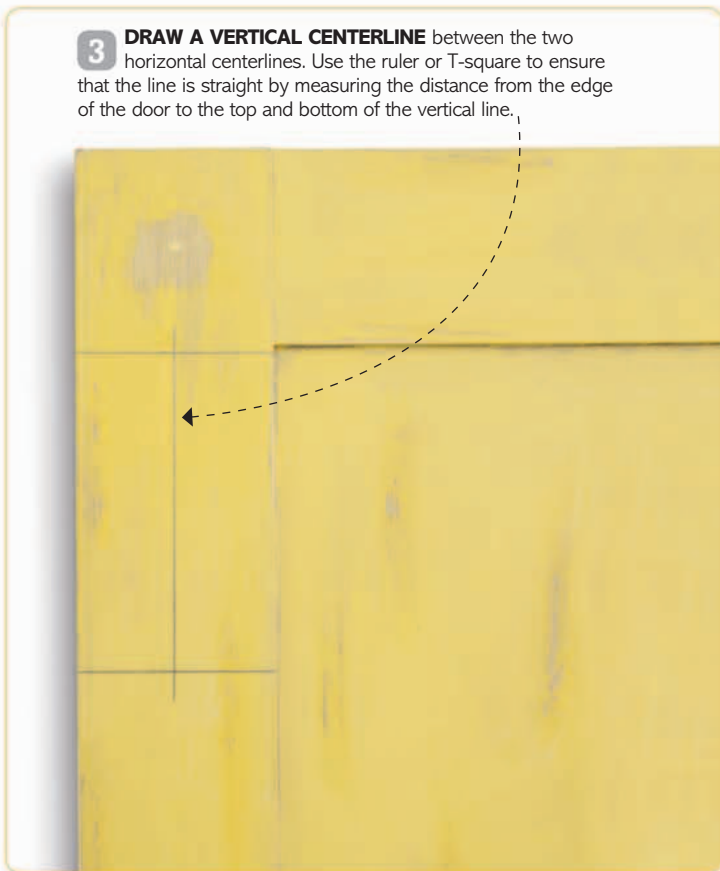 3 DRAW A VERTICAL CENTERLINE between the two
horizontal centerlines. Use the ruler or T-square to ensure
that the line is straight by measuring the distance from the edge
of the door to the top and bottom of the vertical line.